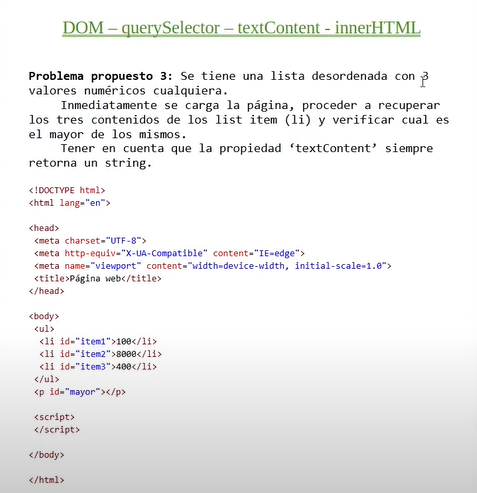 DOM – querySelector – textContent - innerHTML
Problema propuesto 3: Se tiene una lista desordenada con 3
valores numéricos cualquiera.
Inmediatamente se carga la página, proceder a recuperar
los tres contenidos de los list item (li) y verificar cual es
el mayor de los mismos.
Tener en cuenta que la propiedad ‘textContent’ siempre
retorna un string.
<!DOCTYPE html>
<html lang="en">
<head>
<meta charset="UTF-8">
<meta http-equiv="X-UA-Compatible" content="IE=edge">
<meta name="viewport" content="width=device-width, initial-scale=1.0">
<title>Página web</title>
</head>
<body>
<ul>
<li id="item1">100</li>
<li id="item2">8000</li>
<li id="item3">400</li>
</ul>
<p id="mayor"></p>
<script>
</script>
</body>
</html>